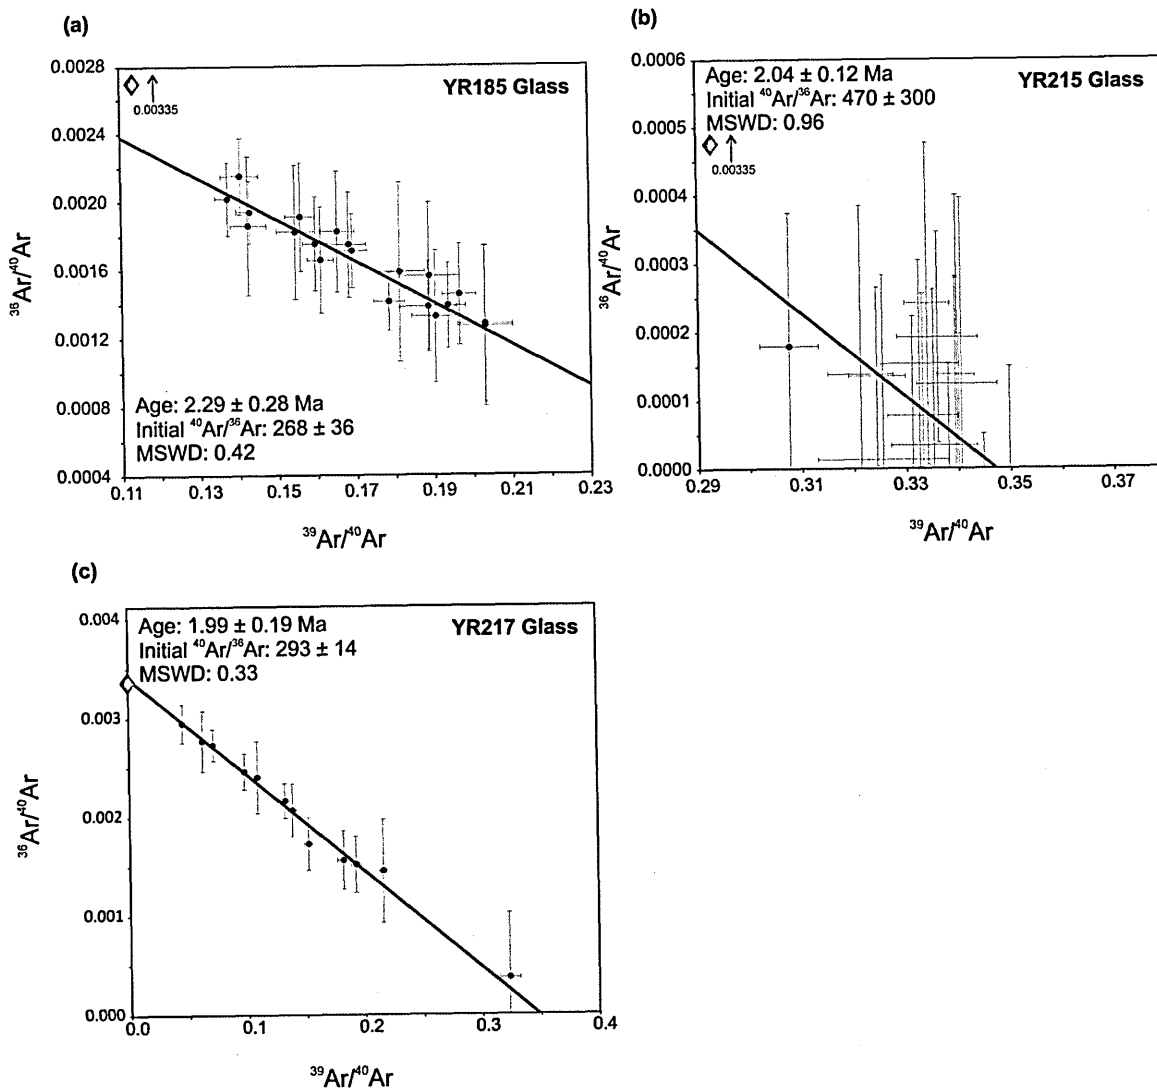 (a)
YR185 Glass
0.00335
Age: 2.29 ± 0.28 Ma
Initial ⁴⁰Ar/³⁶Ar: 268 ± 36
MSWD: 0.42
0.0028
0.0024
0.0020
0.0016
0.0012
0.0008
0.0004
³⁶Ar/⁴⁰Ar
0.11
0.13
0.15
0.17
0.19
0.21
0.23
³⁹Ar/⁴⁰Ar
(b)
Age: 2.04 ± 0.12 Ma
YR215 Glass
Initial ⁴⁰Ar/³⁶Ar: 470 ± 300
MSWD: 0.96
0.00335
0.0006
0.0005
0.0004
0.0003
0.0002
0.0001
0.0000
³⁶Ar/⁴⁰Ar
0.29
0.31
0.33
0.35
0.37
³⁹Ar/⁴⁰Ar
(c)
Age: 1.99 ± 0.19 Ma
YR217 Glass
Initial ⁴⁰Ar/³⁶Ar: 293 ± 14
MSWD: 0.33
0.004
0.003
0.002
0.001
0.000
³⁶Ar/⁴⁰Ar
0.0
0.1
0.2
0.3
0.4
³⁹Ar/⁴⁰Ar